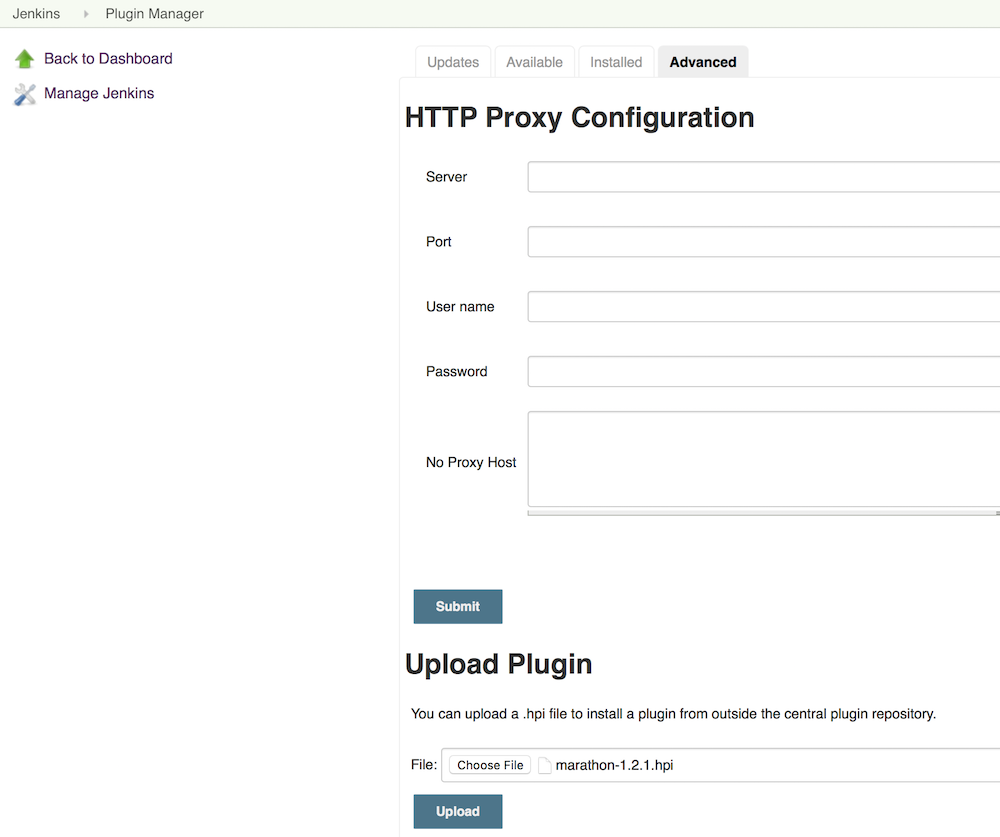 Jenkins Plugin Manager
Back to Dashboard
Manage Jenkins
Updates Available Installed Advanced
HTTP Proxy Configuration
Server
Port
User name
Password
No Proxy Host
Submit
Upload Plugin
You can upload a .hpi file to install a plugin from outside the central plugin repository.
File: Choose File marathon-1.2.1.hpi
Upload